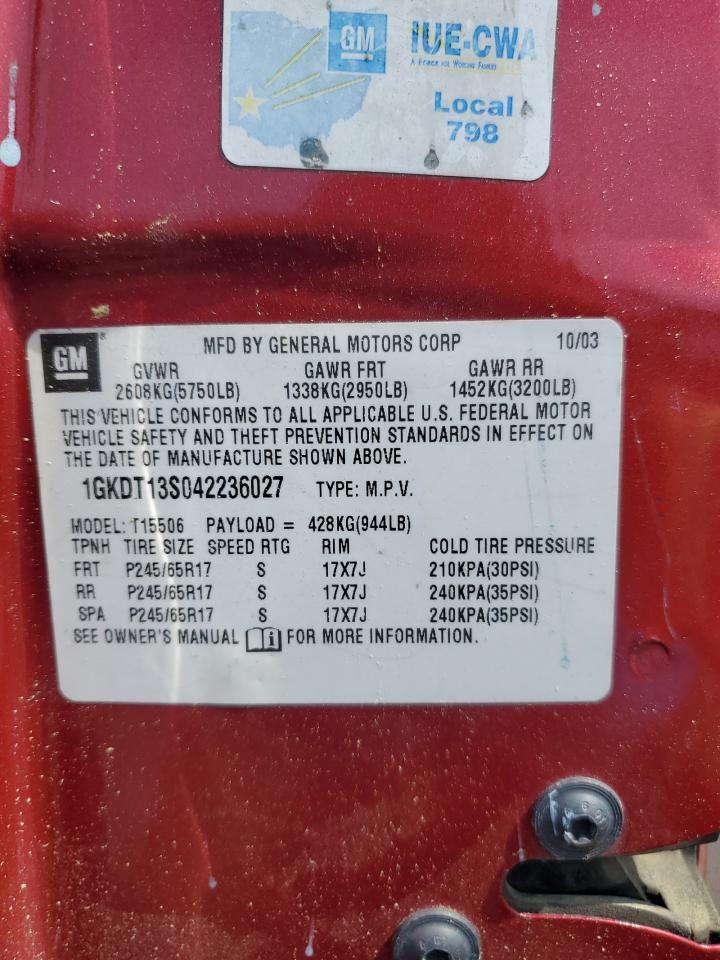 GM
IUE-CWA
A FORCE FOR WORKING FAMILIES
Local
798
GM
MFD BY GENERAL MOTORS CORP 10/03
GVWR GAWR FRT GAWR RR
2608KG(5750LB) 1338KG(2950LB) 1452KG(3200LB)
THIS VEHICLE CONFORMS TO ALL APPLICABLE U.S. FEDERAL MOTOR
VEHICLE SAFETY AND THEFT PREVENTION STANDARDS IN EFFECT ON
THE DATE OF MANUFACTURE SHOWN ABOVE.
1GKDT13S042236027 TYPE: M.P.V.
MODEL: T15506 PAYLOAD = 428KG(944LB)
TPNH TIRE SIZE SPEED RTG RIM COLD TIRE PRESSURE
FRT P245/65R17 S 17X7J 210KPA(30PSI)
RR P245/65R17 S 17X7J 240KPA(35PSI)
SPA P245/65R17 S 17X7J 240KPA(35PSI)
SEE OWNER'S MANUAL FOR MORE INFORMATION.